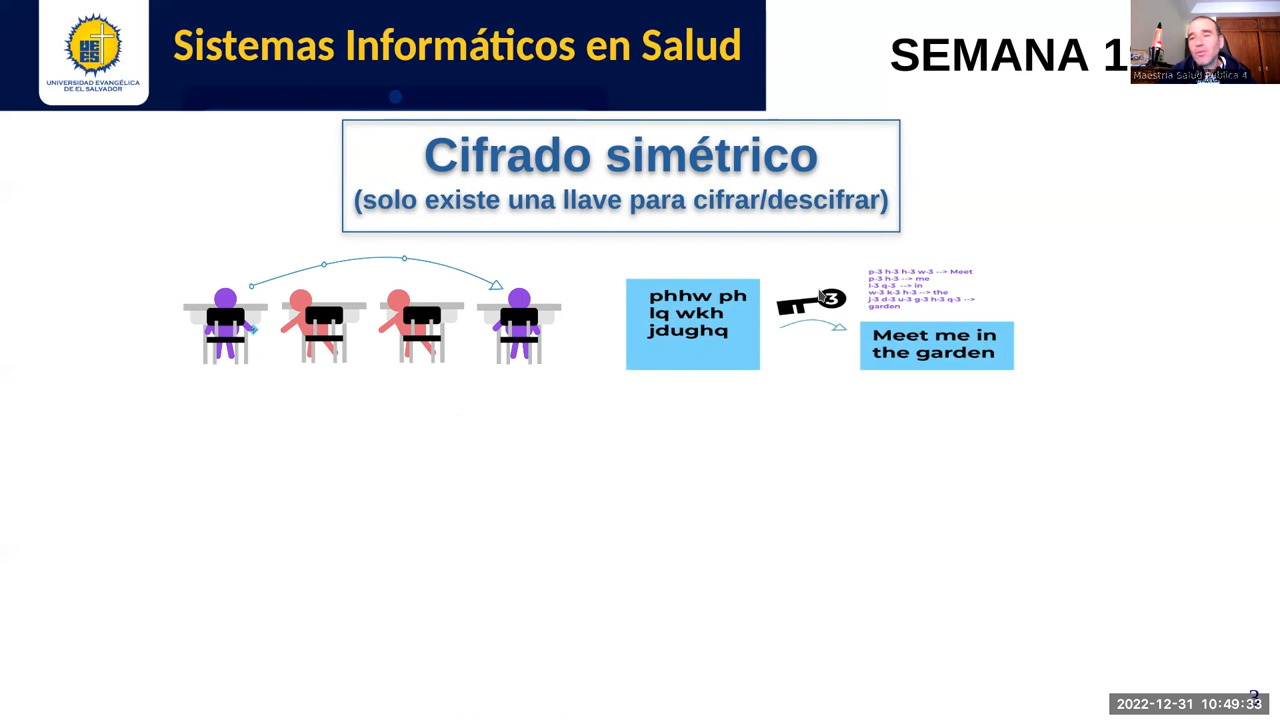 UEES
UNIVERSIDAD EVANGÉLICA
DE EL SALVADOR
Sistemas Informáticos en Salud
SEMANA 1
Maestria Salud Publica 4
Cifrado simétrico
(solo existe una llave para cifrar/descifrar)
phhw ph
lq wkh
jdughq
3
p-3 h-3 h-3 w-3 --> Meet
p-3 h-3 --> me
l-3 q-3 --> in
w-3 k-3 h-3 --> the
j-3 d-3 u-3 g-3 h-3 q-3 -->
garden
Meet me in
the garden
3
2022-12-31 10:49:33